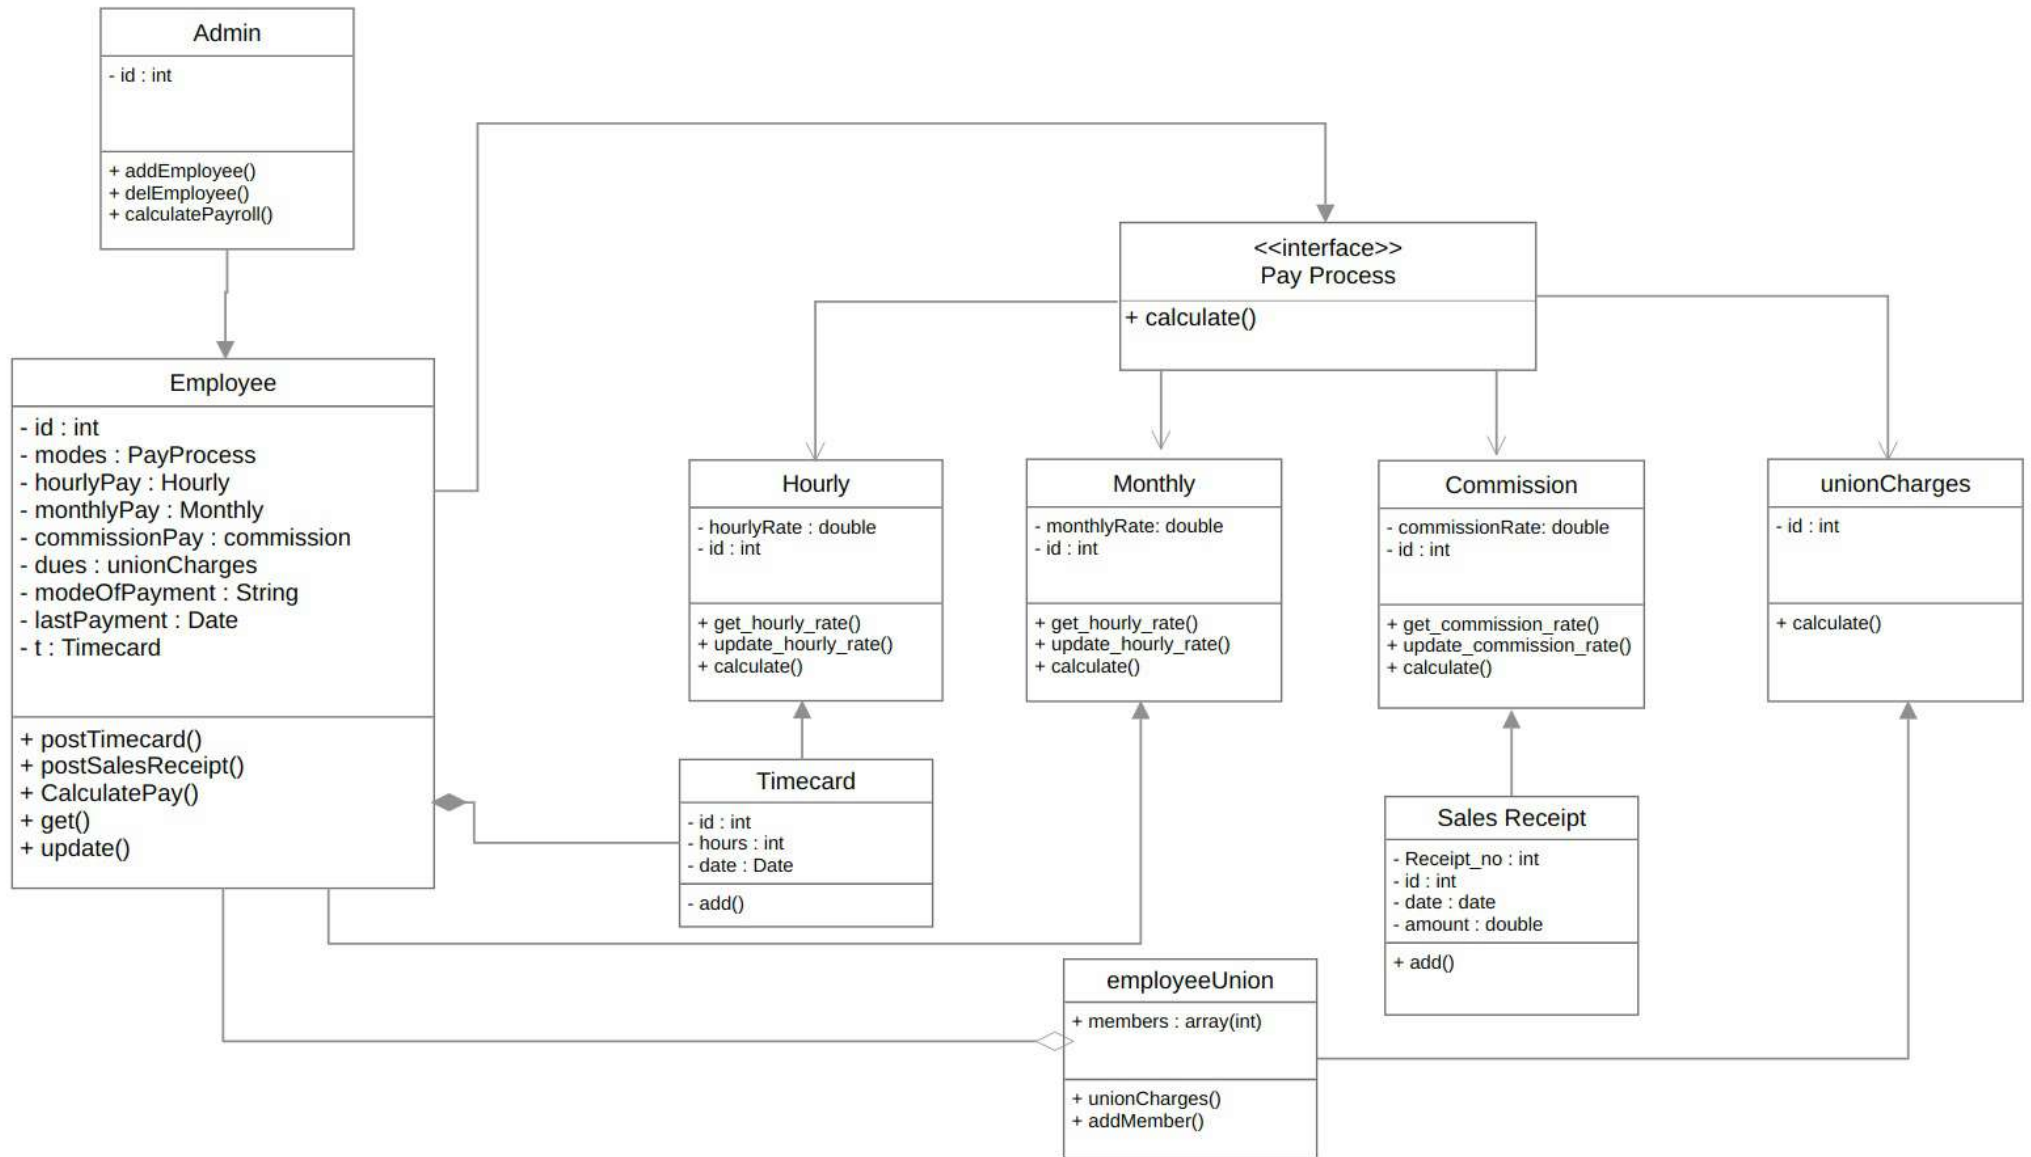 Admin
- id : int
+ addEmployee()
+ delEmployee()
+ calculatePayroll()
<<interface>>
Pay Process
+ calculate()
Employee
- id : int
- modes : PayProcess
- hourlyPay : Hourly
- monthlyPay : Monthly
- commissionPay : commission
- dues : unionCharges
- modeOfPayment : String
- lastPayment : Date
- t : Timecard
+ postTimecard()
+ postSalesReceipt()
+ CalculatePay()
+ get()
+ update()
Hourly
- hourlyRate : double
- id : int
+ get_hourly_rate()
+ update_hourly_rate()
+ calculate()
Monthly
- monthlyRate: double
- id : int
+ get_hourly_rate()
+ update_hourly_rate()
+ calculate()
Commission
- commissionRate: double
- id : int
+ get_commission_rate()
+ update_commission_rate()
+ calculate()
unionCharges
- id : int
+ calculate()
Timecard
- id : int
- hours : int
- date : Date
- add()
Sales Receipt
- Receipt_no : int
- id : int
- date : date
- amount : double
+ add()
employeeUnion
+ members : array(int)
+ unionCharges()
+ addMember()